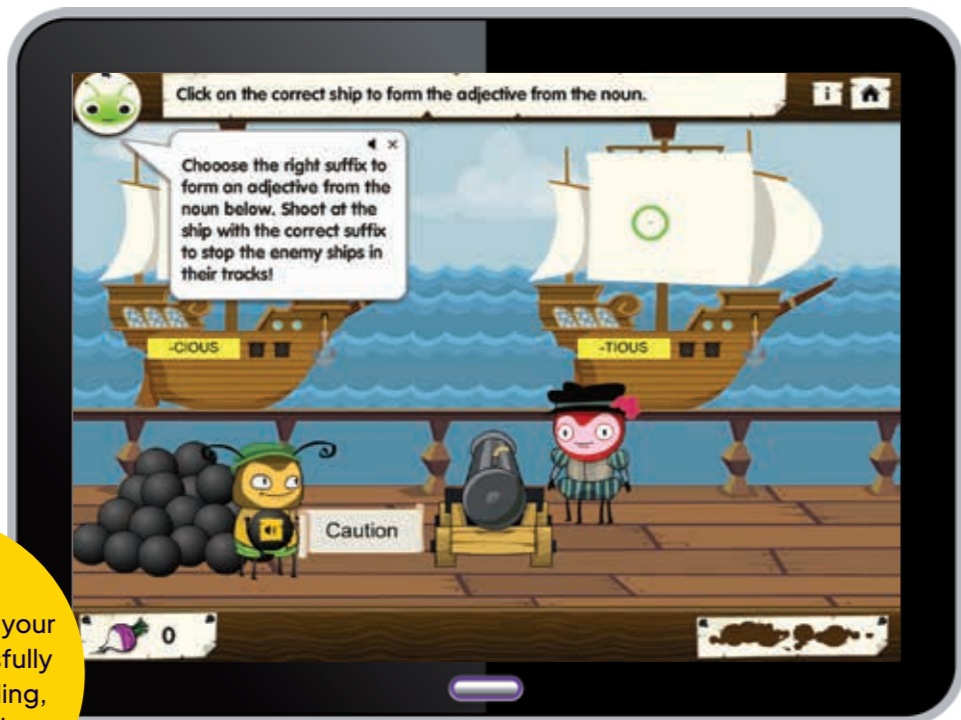 Click on the correct ship to form the adjective from the noun.
i
Chooose the right suffix to
form an adjective from the
noun below. Shoot at the
ship with the correct suffix
to stop the enemy ships in
their tracks!
-CIOUS
-TIOUS
Caution
0
your